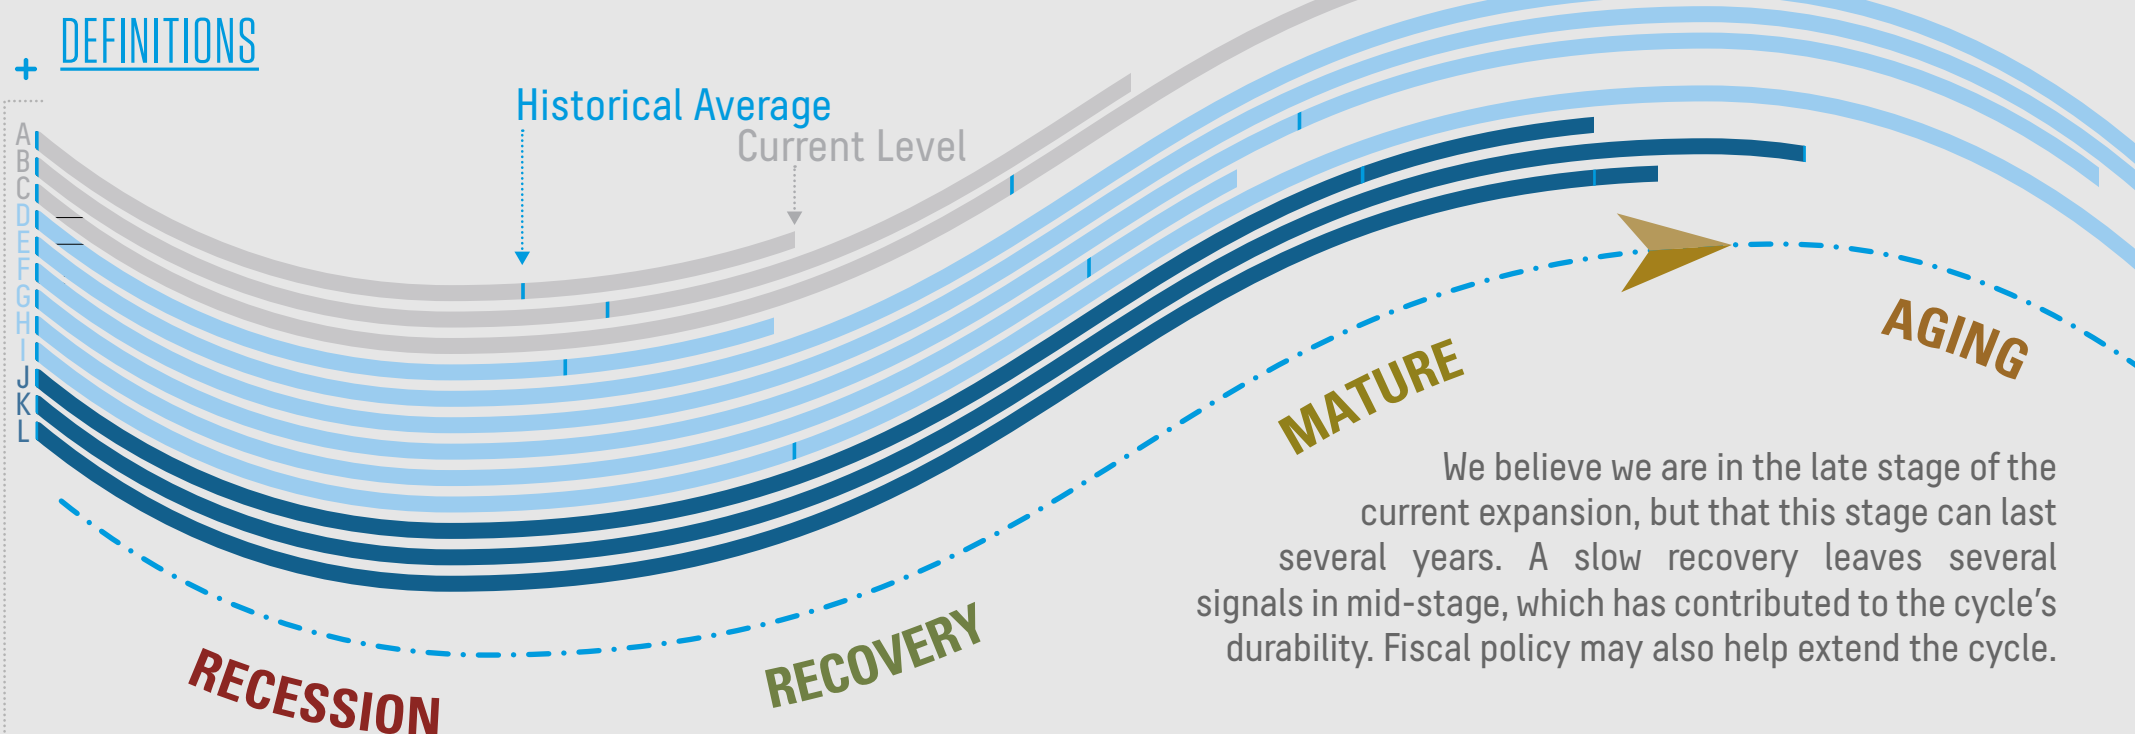 DEFINITIONS
+
Historical Average
Current Level
A
B
C
D
E
F
G
H
I
J
K
L
RECESSION
RECOVERY
MATURE
AGING
We believe we are in the late stage of the
current expansion, but that this stage can last
several years. A slow recovery leaves several
signals in mid-stage, which has contributed to the cycle’s
durability. Fiscal policy may also help extend the cycle.